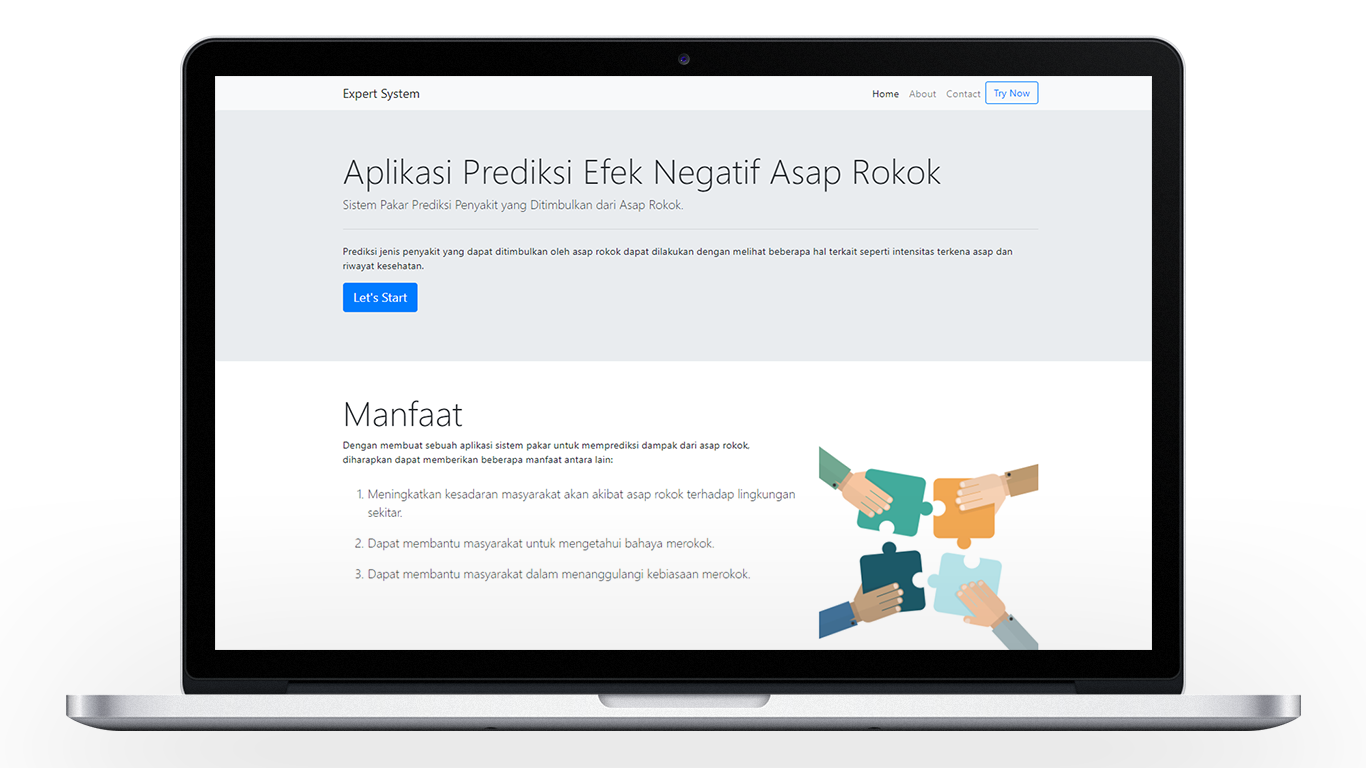 Expert System
Home About Contact Try Now
Aplikasi Prediksi Efek Negatif Asap Rokok
Sistem Pakar Prediksi Penyakit yang Ditimbulkan dari Asap Rokok.
Prediksi jenis penyakit yang dapat ditimbulkan oleh asap rokok dapat dilakukan dengan melihat beberapa hal terkait seperti intensitas terkena asap dan
riwayat kesehatan.
Let's Start
Manfaat
Dengan membuat sebuah aplikasi sistem pakar untuk memprediksi dampak dari asap rokok,
diharapkan dapat memberikan beberapa manfaat antara lain:
1. Meningkatkan kesadaran masyarakat akan akibat asap rokok terhadap lingkungan
sekitar.
2. Dapat membantu masyarakat untuk mengetahui bahaya merokok.
3. Dapat membantu masyarakat dalam menanggulangi kebiasaan merokok.